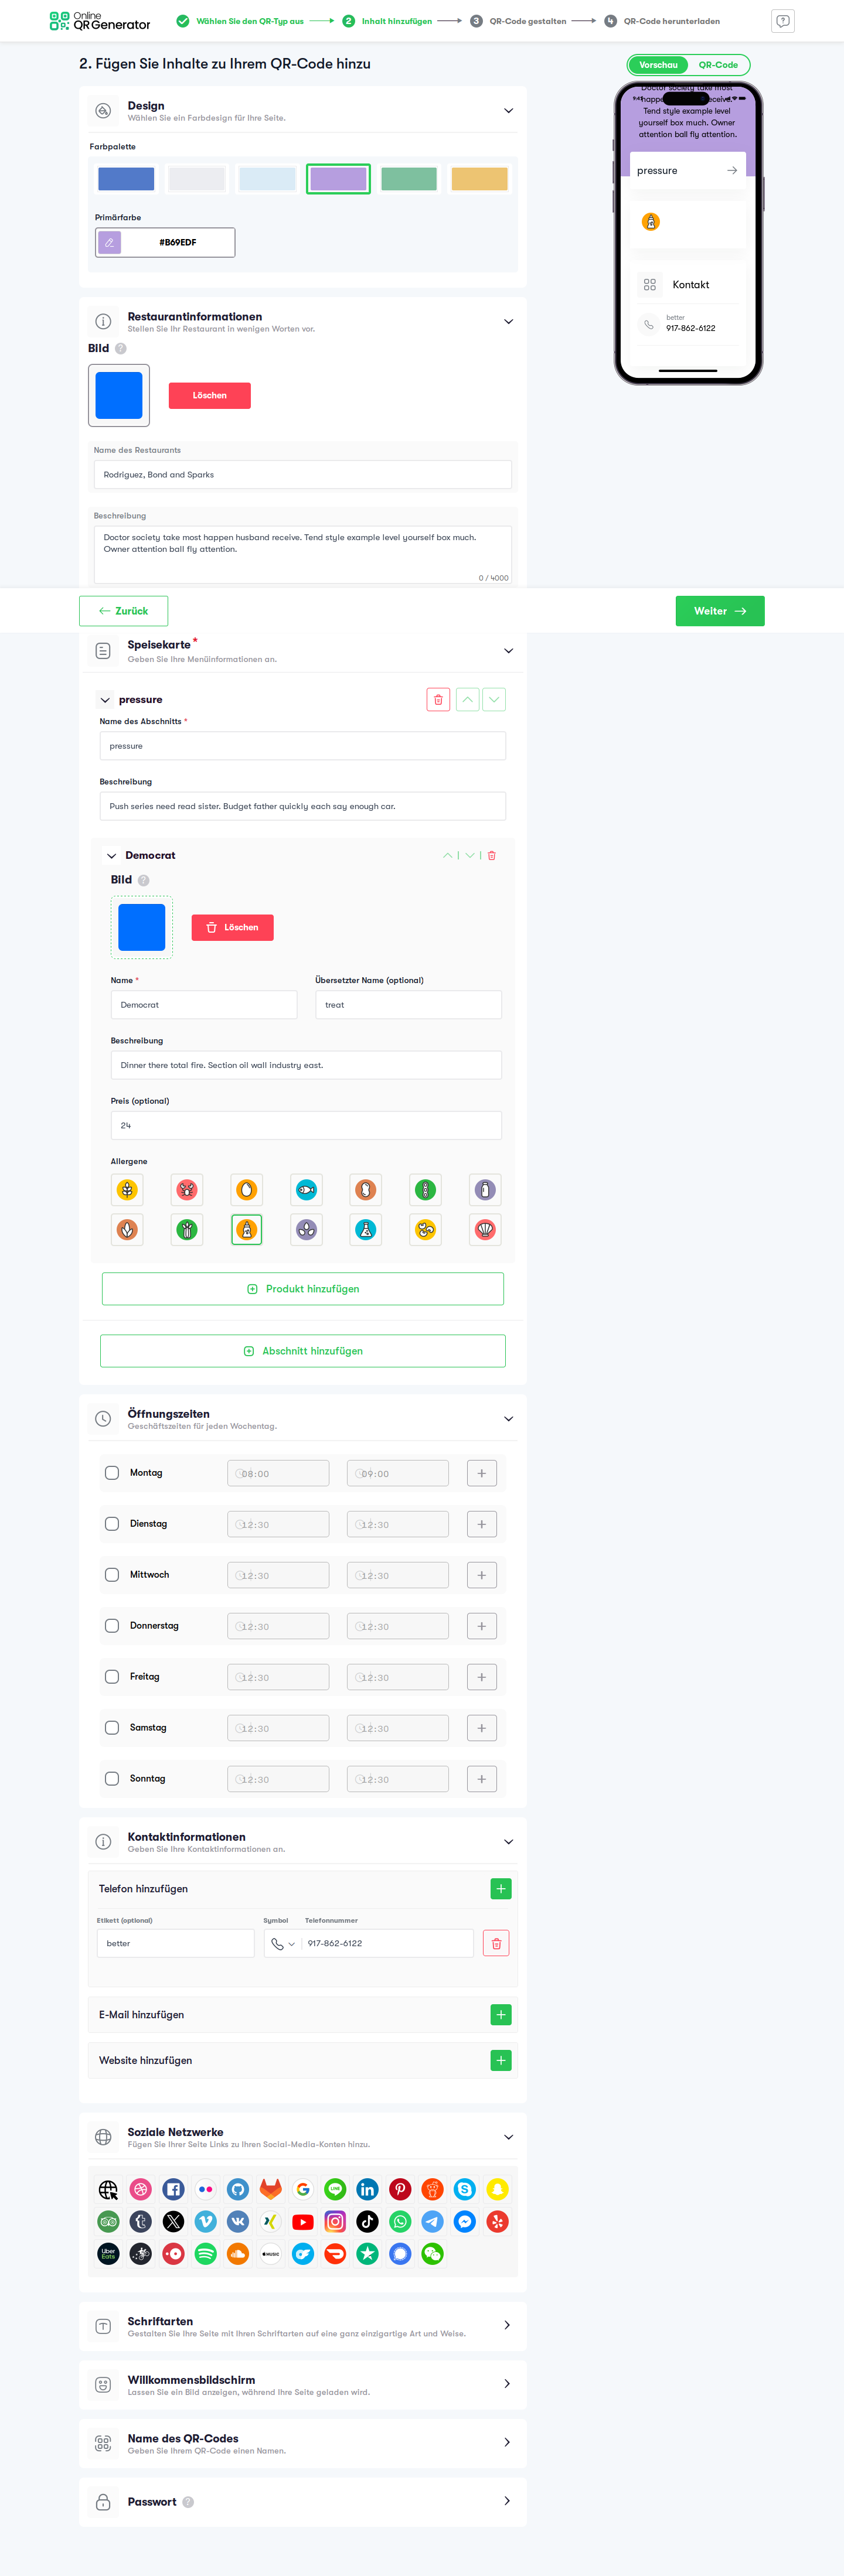 Online
QR Generator
Wählen Sie den QR-Typ aus
2
Inhalt hinzufügen
3
QR-Code gestalten
4
QR-Code herunterladen
2. Fügen Sie Inhalte zu Ihrem QR-Code hinzu
Vorschau
QR-Code
Design
Wählen Sie ein Farbdesign für Ihre Seite.
Farbpalette
Primärfarbe
#B69EDF
Tend style example level
yourself box much. Owner
attention ball fly attention.
pressure
Kontakt
better
917-862-6122
Restaurantinformationen
Stellen Sie Ihr Restaurant in wenigen Worten vor.
Bild ?
Löschen
Name des Restaurants
Rodriguez, Bond and Sparks
Beschreibung
Doctor society take most happen husband receive. Tend style example level yourself box much.
Owner attention ball fly attention.
0 / 4000
Zurück
Weiter
Speisekarte *
Geben Sie Ihre Menüinformationen an.
pressure
Name des Abschnitts *
pressure
Beschreibung
Push series need read sister. Budget father quickly each say enough car.
Democrat
Bild ?
Löschen
Name *
Übersetzter Name (optional)
Democrat
treat
Beschreibung
Dinner there total fire. Section oil wall industry east.
Preis (optional)
24
Allergene
Produkt hinzufügen
Abschnitt hinzufügen
Öffnungszeiten
Geschäftszeiten für jeden Wochentag.
Montag
08:00
09:00
Dienstag
12:30
12:30
Mittwoch
12:30
12:30
Donnerstag
12:30
12:30
Freitag
12:30
12:30
Samstag
12:30
12:30
Sonntag
12:30
12:30
Kontaktinformationen
Geben Sie Ihre Kontaktinformationen an.
Telefon hinzufügen
Etikett (optional)
Symbol
Telefonnummer
better
917-862-6122
E-Mail hinzufügen
Website hinzufügen
Soziale Netzwerke
Fügen Sie Ihrer Seite Links zu Ihren Social-Media-Konten hinzu.
LINE
Uber
Eats
MUSIC
Schriftarten
Gestalten Sie Ihre Seite mit Ihren Schriftarten auf eine ganz einzigartige Art und Weise.
Willkommensbildschirm
Lassen Sie ein Bild anzeigen, während Ihre Seite geladen wird.
Name des QR-Codes
Geben Sie Ihrem QR-Code einen Namen.
Passwort ?